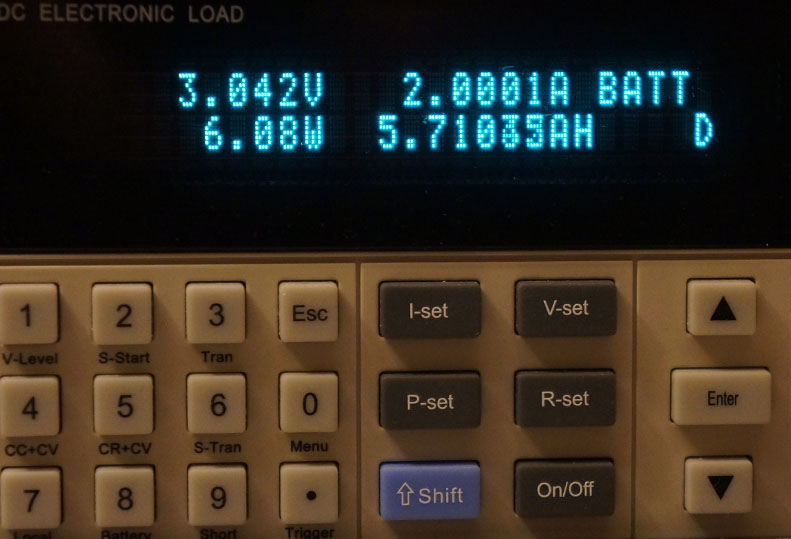 DC ELECTRONIC LOAD
3.042V 2.0001A BATT
6.08W D
1 2 3 Esc I-set V-set ▲
V-Level S-Start Tran
4 5 6 0 P-set R-set Enter
CC+CV CR+CV S-Tran Menu
7 8 9 • ⇧ Shift On/Off ▼
Local Battery Short Trigger